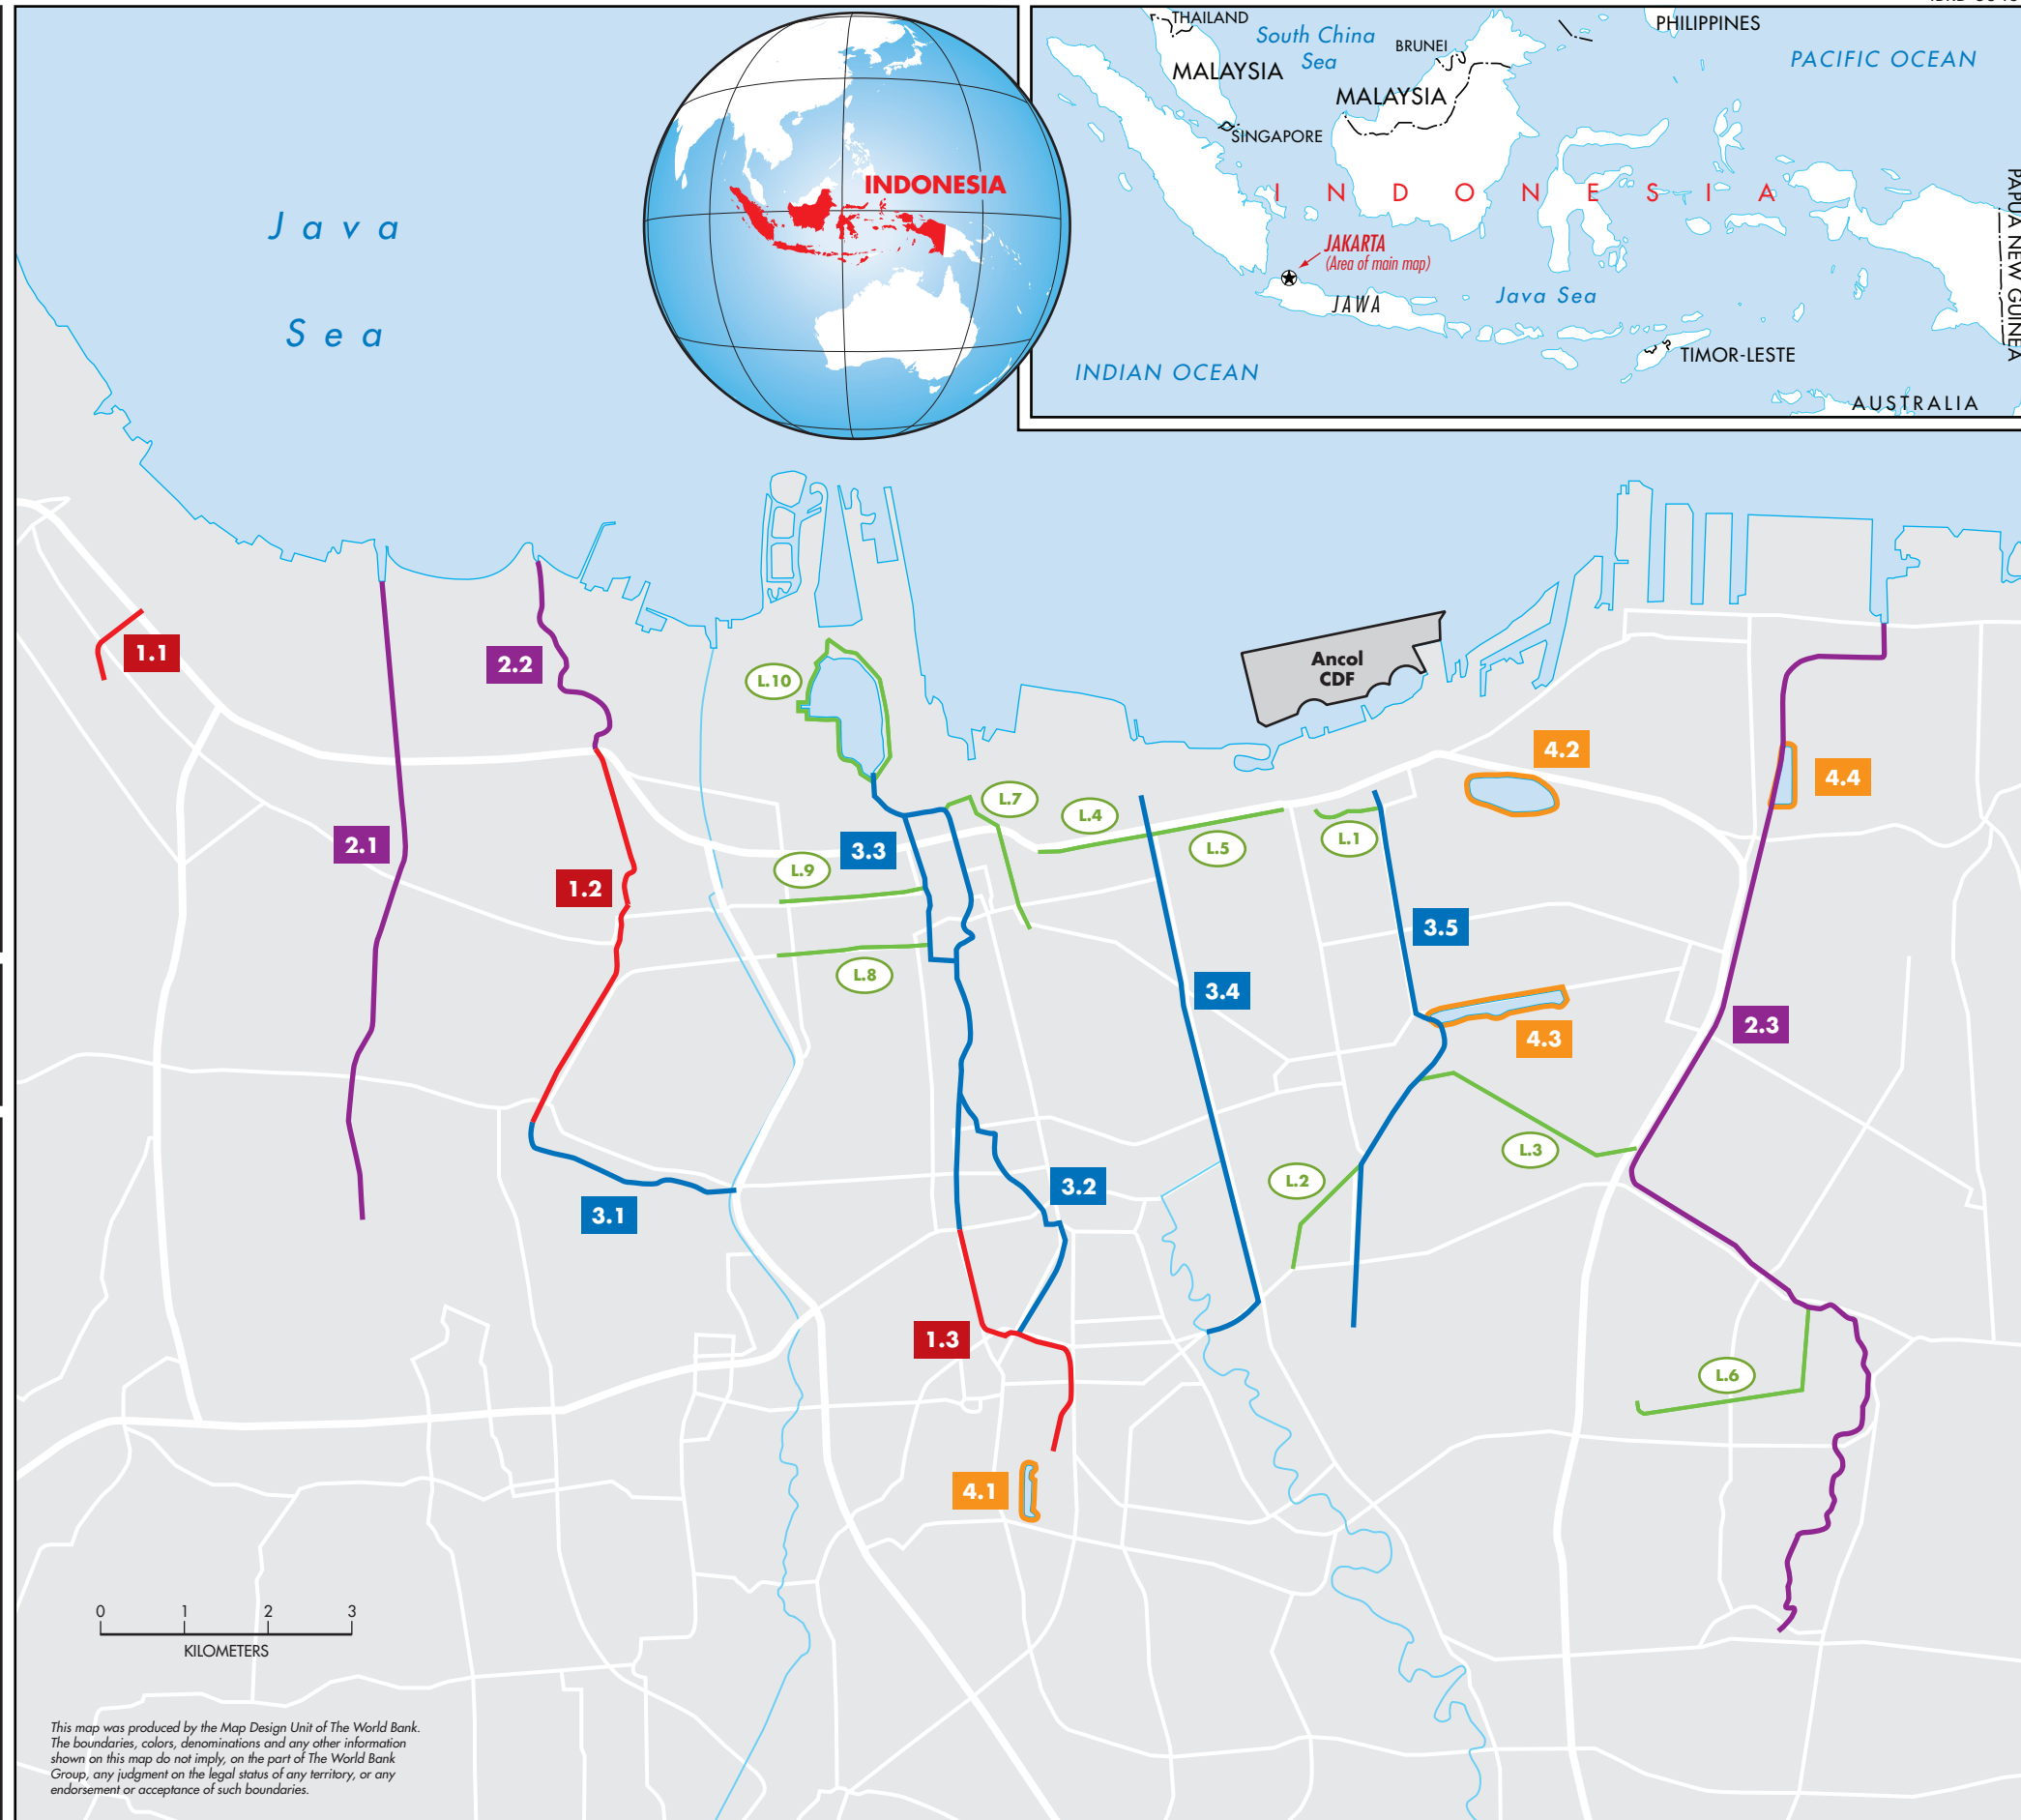 THAILAND
South China
Sea
BRUNEI
PHILIPPINES
PACIFIC OCEAN
MALAYSIA
MALAYSIA
SINGAPORE
INDONESIA
INDONESIA
PAPUA NEW GUINEA
JAKARTA
(Area of main map)
JAWA
Java Sea
TIMOR-LESTE
INDIAN OCEAN
AUSTRALIA
Java
Sea
1.1
2.2
L.10
Ancol
CDF
4.2
4.4
2.1
L.7
L.4
L.5
L.1
3.3
L.9
1.2
3.5
L.8
3.4
2.3
4.3
L.3
L.2
3.2
3.1
1.3
L.6
4.1
0 1 2 3
KILOMETERS
This map was produced by the Map Design Unit of The World Bank.
The boundaries, colors, denominations and any other information
shown on this map do not imply, on the part of The World Bank
Group, any judgment on the legal status of any territory, or any
endorsement or acceptance of such boundaries.